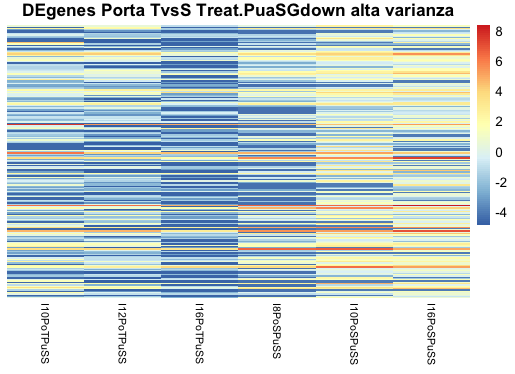 DEgenes Porta TvsS Treat.PuaSGdown alta varianza
8
6
4
2
0
-2
-4
I10PoTPuSS
I12PoTPuSS
I16PoTPuSS
I8PoSPuSS
I10PoSPuSS
I16PoSPuSS